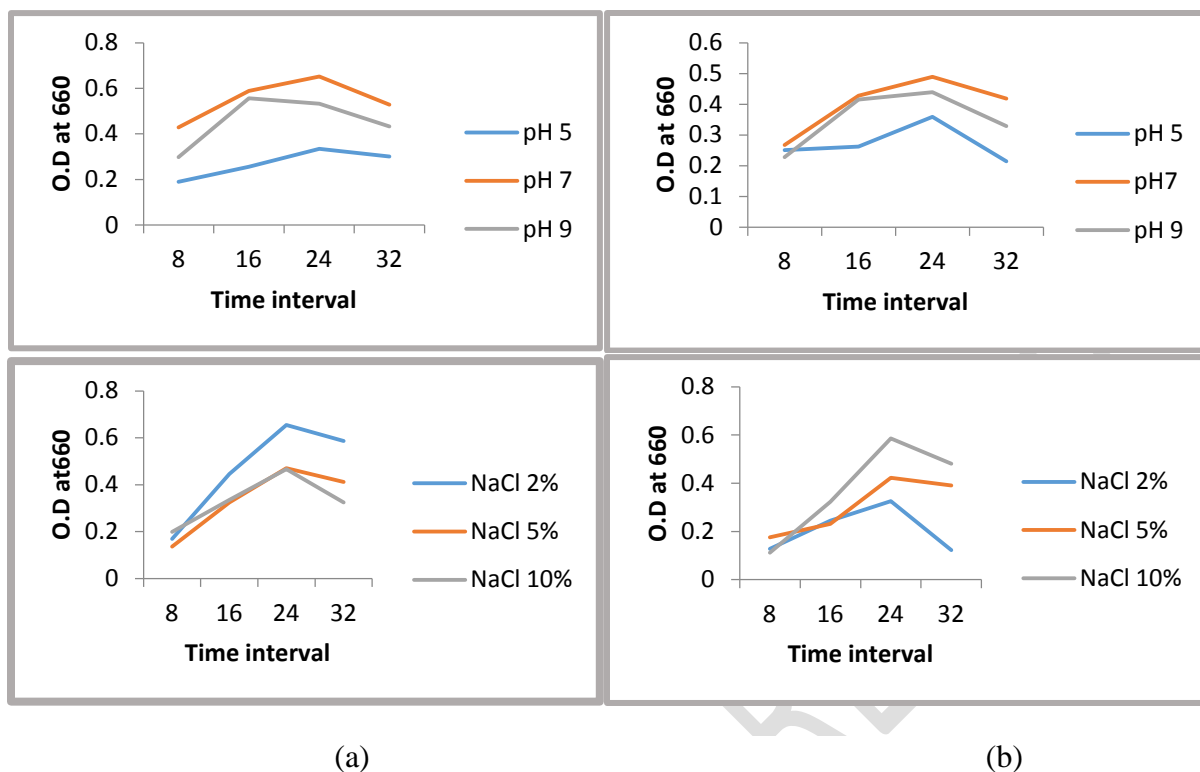 0.8
0.6
0.4
0.2
0
O.D at 660
8 16 24 32
Time interval
pH 5
pH 7
pH 9
0.6
0.5
0.4
0.3
0.2
0.1
0
O.D at 660
8 16 24 32
Time interval
pH 5
pH7
pH 9
0.8
0.6
0.4
0.2
0
O.D at660
8 16 24 32
Time interval
NaCl 2%
NaCl 5%
NaCl 10%
0.8
0.6
0.4
0.2
0
O.D at 660
8 16 24 32
Time interval
NaCl 2%
NaCl 5%
NaCl 10%
(a) (b)